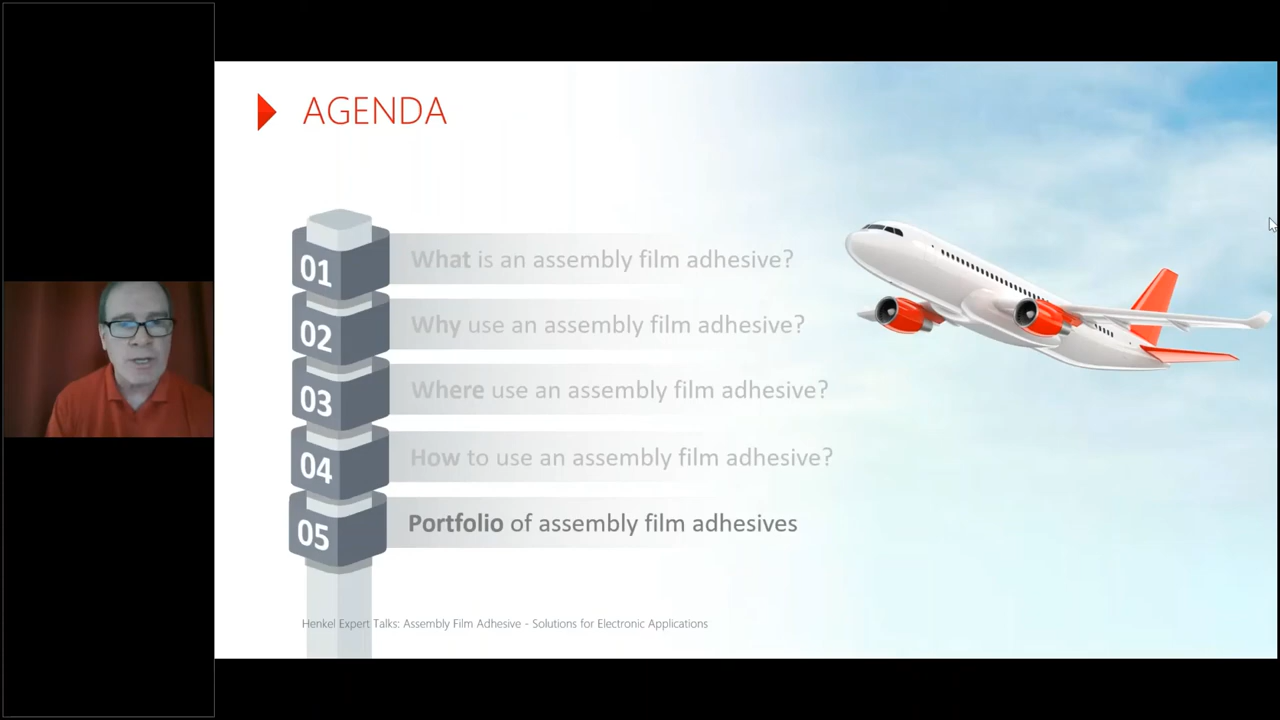 AGENDA
01 What is an assembly film adhesive?
02 Why use an assembly film adhesive?
03 Where use an assembly film adhesive?
04 How to use an assembly film adhesive?
05 Portfolio of assembly film adhesives
Henkel Expert Talks: Assembly Film Adhesive - Solutions for Electronic Applications